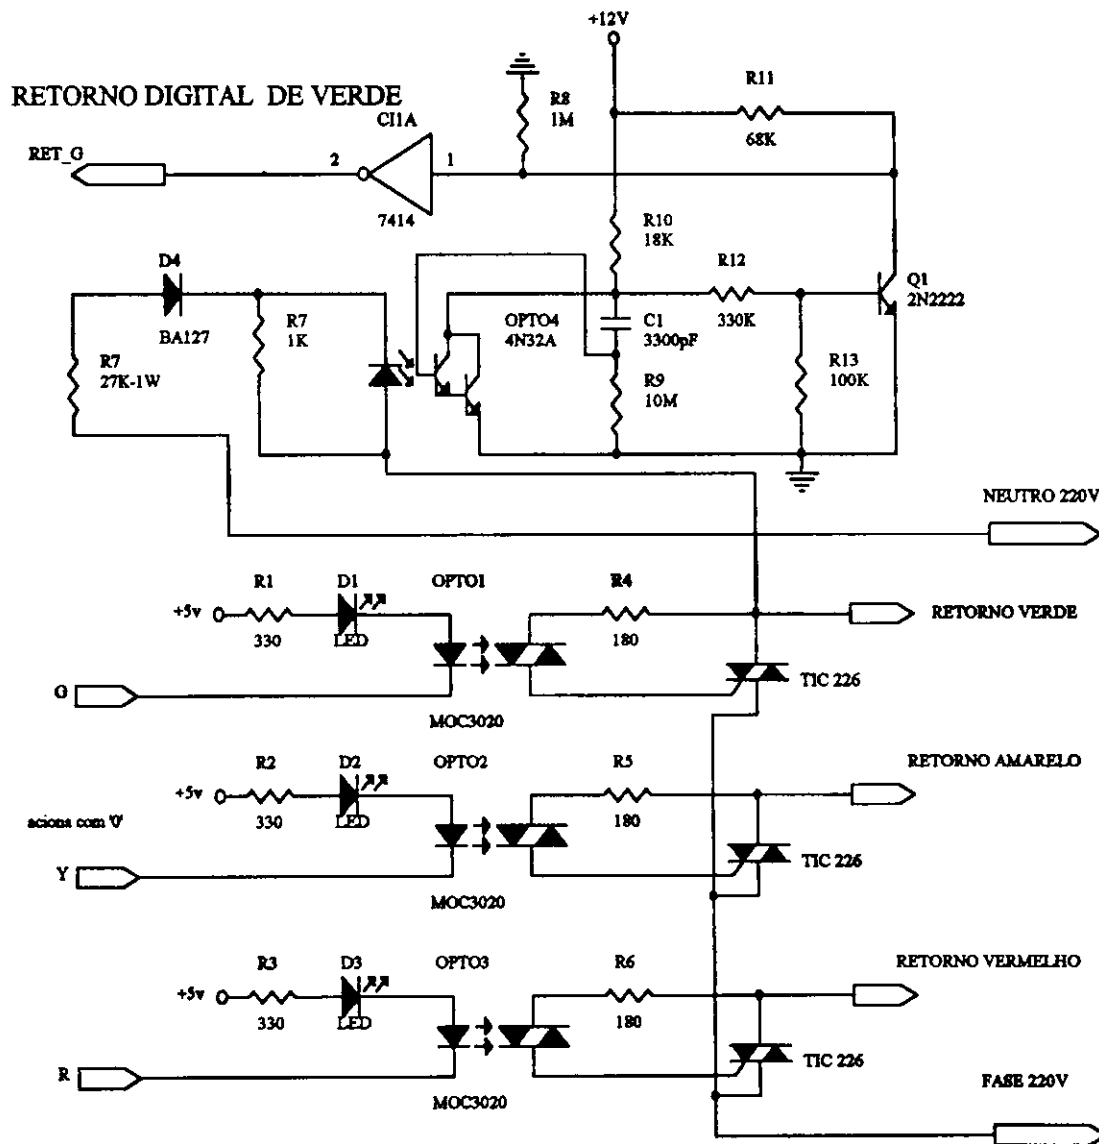 +12V
RETORNO DIGITAL DE VERDE
R8
1M
R11
68K
CI1A
RET_G
2
1
7414
R10
18K
D4
BA127
R7
1K
R7
27K-1W
OPTO4
4N32A
C1
3300pF
R12
330K
Q1
2N2222
R9
10M
R13
100K
NEUTRO 220V
R1
330
D1
LED
OPTO1
R4
180
+5v
RETORNO VERDE
G
MOC3020
TIC 226
R2
330
D2
LED
OPTO2
R5
180
RETORNO AMARELO
+5v
aciona com '0'
Y
MOC3020
TIC 226
R3
330
D3
LED
OPTO3
R6
180
RETORNO VERMELHO
+5v
R
MOC3020
TIC 226
FASE 220V